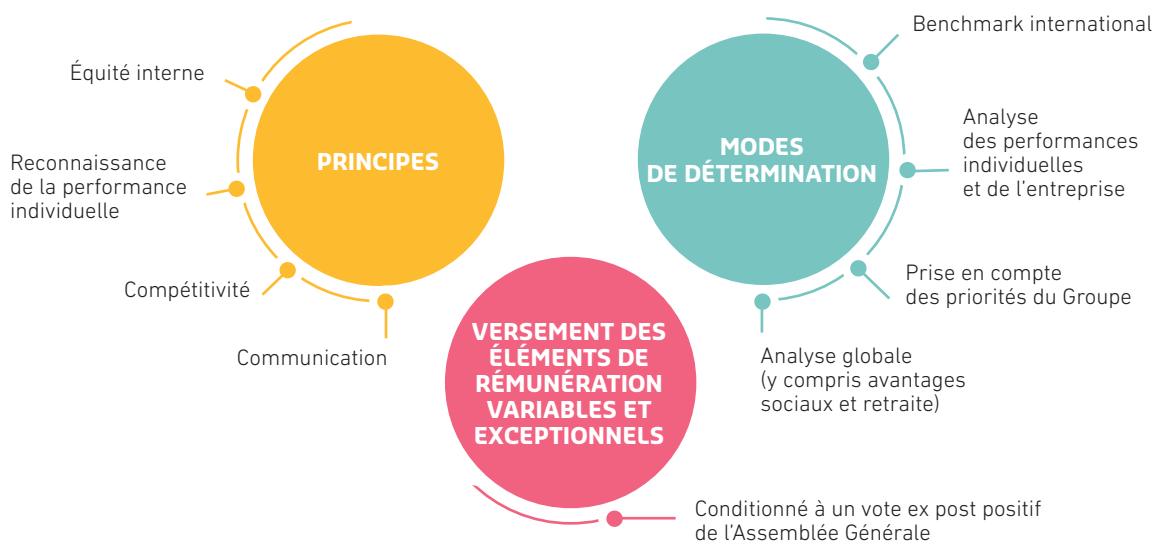 PRINCIPES
Équité interne
Reconnaissance
de la performance
individuelle
Compétitivité
Communication
MODES
DE DÉTERMINATION
Benchmark international
Analyse
des performances
individuelles
et de l’entreprise
Prise en compte
des priorités du Groupe
Analyse globale
(y compris avantages
sociaux et retraite)
VERSEMENT DES
ÉLÉMENTS DE
RÉMUNÉRATION
VARIABLES ET
EXCEPTIONNELS
Conditionné à un vote ex post positif
de l’Assemblée Générale